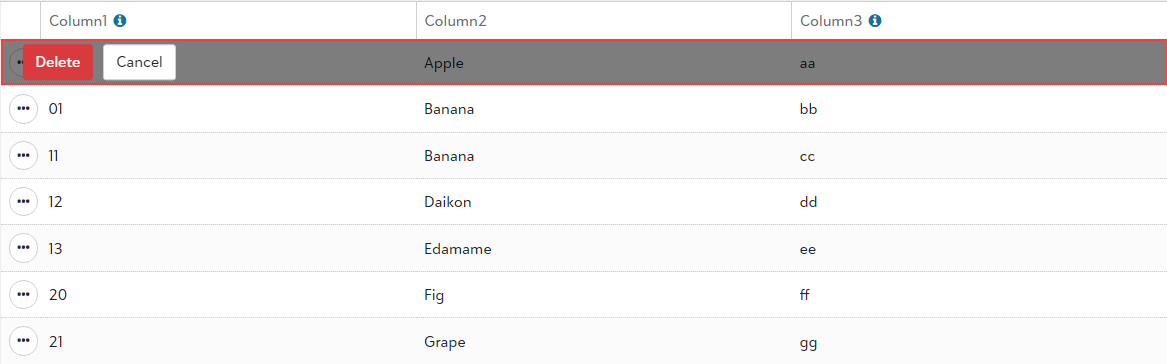 Column1 Column2 Column3
Delete Cancel Apple aa
01 Banana bb
11 Banana cc
12 Daikon dd
13 Edamame ee
20 Fig ff
21 Grape gg